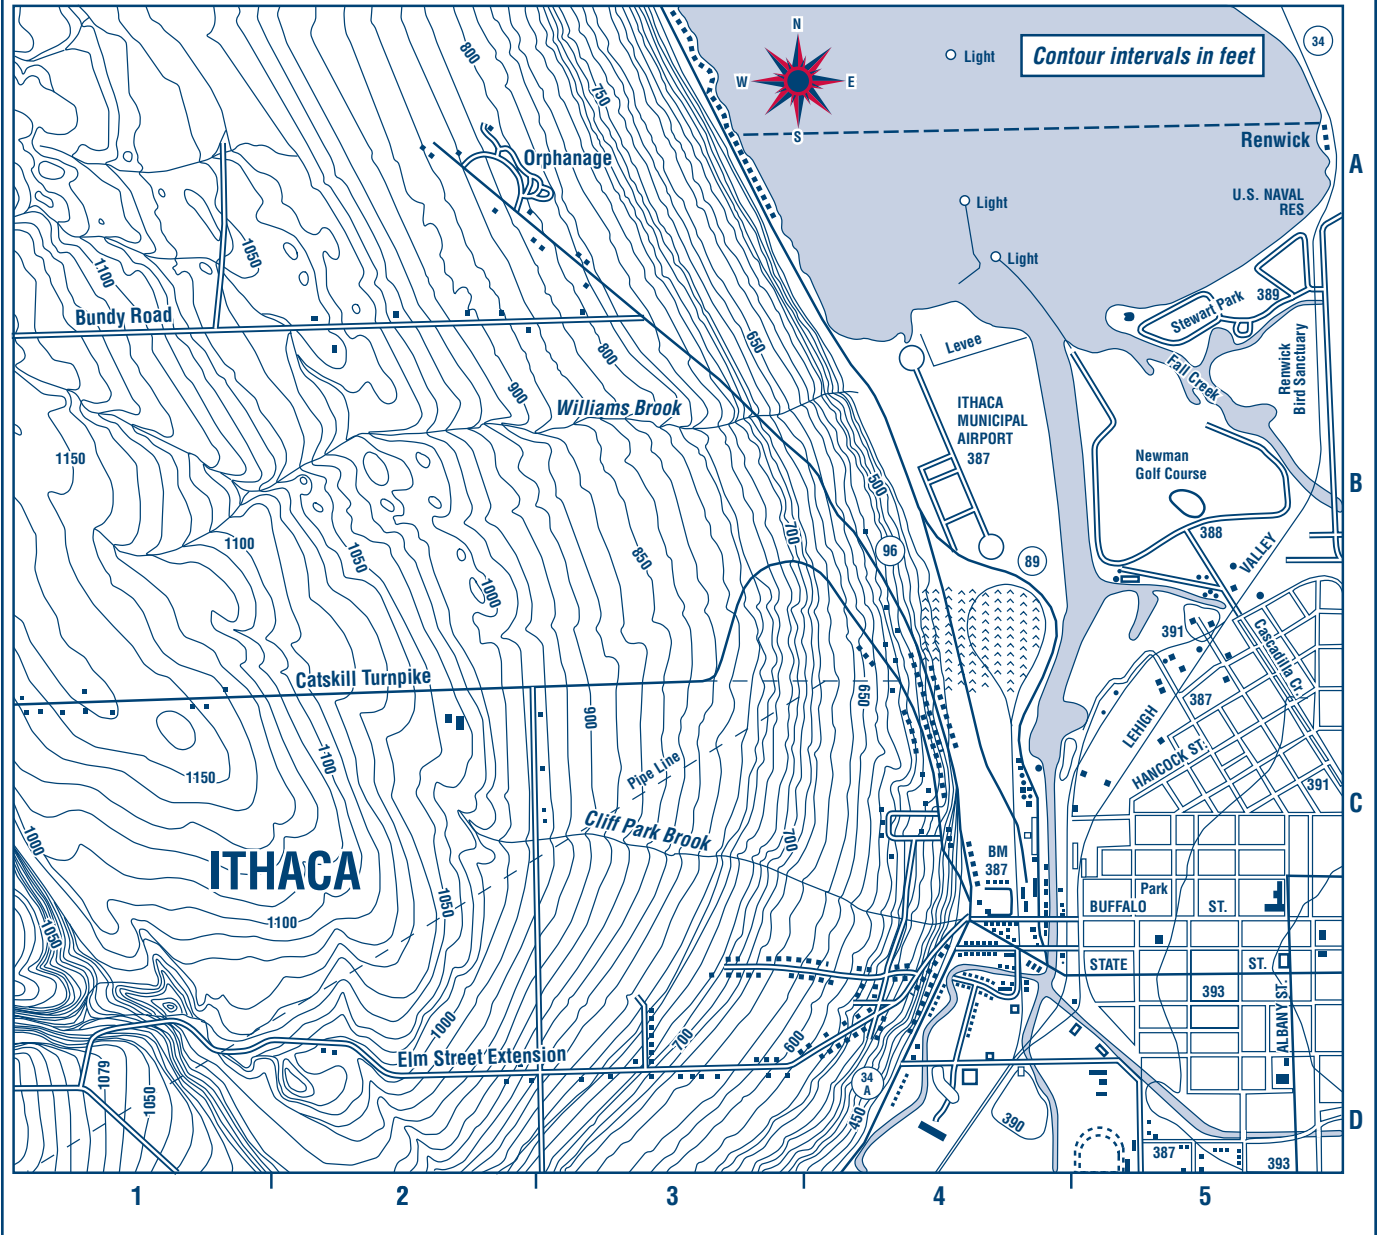 N
W
E
S
Light
Contour intervals in feet
34
800
750
Renwick
A
Orphanage
U.S. NAVAL
RES
Light
1050
1100
Light
Bundy Road
Stewart Park
389
650
800
Levee
Fall Creek
Renwick
Bird Sanctuary
900
Williams Brook
ITHACA
MUNICIPAL
AIRPORT
387
1150
Newman
Golf Course
500
B
700
388
1100
1050
850
96
89
VALLEY
1000
391
Cascadilla Cr.
Catskill Turnpike
650
387
900
LEHIGH
1100
1150
Pipe Line
HANCOCK ST.
391
C
1000
Cliff Park Brook
700
ITHACA
BM
387
Park
1050
BUFFALO
ST.
1100
1050
STATE
ST.
393
ALBANY ST.
1000
700
600
Elm Street Extension
1079
34
A
1050
450
390
D
387
393
1
2
3
4
5